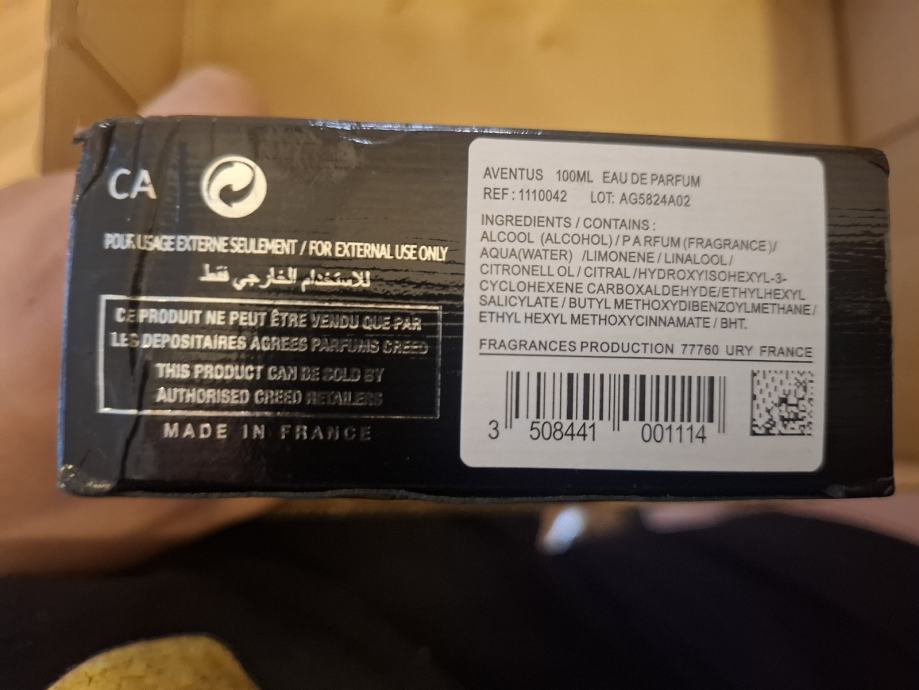 CA
POUR USAGE EXTERNE SEULEMENT / FOR EXTERNAL USE ONLY
للاستخدام الخارجي فقط
CE PRODUIT NE PEUT ÊTRE VENDU QUE PAR
LES DEPOSITAIRES AGREES PARFUMS CREED
THIS PRODUCT CAN BE SOLD BY
AUTHORISED CREED RETAILERS
MADE IN FRANCE
AVENTUS 100ML EAU DE PARFUM
REF: 1110042 LOT: AG5824A02
INGREDIENTS / CONTAINS :
ALCOOL (ALCOHOL) / PARFUM (FRAGRANCE)/
AQUA(WATER) /LIMONENE / LINALOOL /
CITRONELL OL / CITRAL /HYDROXYISOHEXYL-3-
CYCLOHEXENE CARBOXALDEHYDE/ETHYLHEXYL
SALICYLATE / BUTYL METHOXYDIBENZOYLMETHANE /
ETHYL HEXYL METHOXYCINNAMATE / BHT.
FRAGRANCES PRODUCTION 77760 URY FRANCE
3 508441 001114